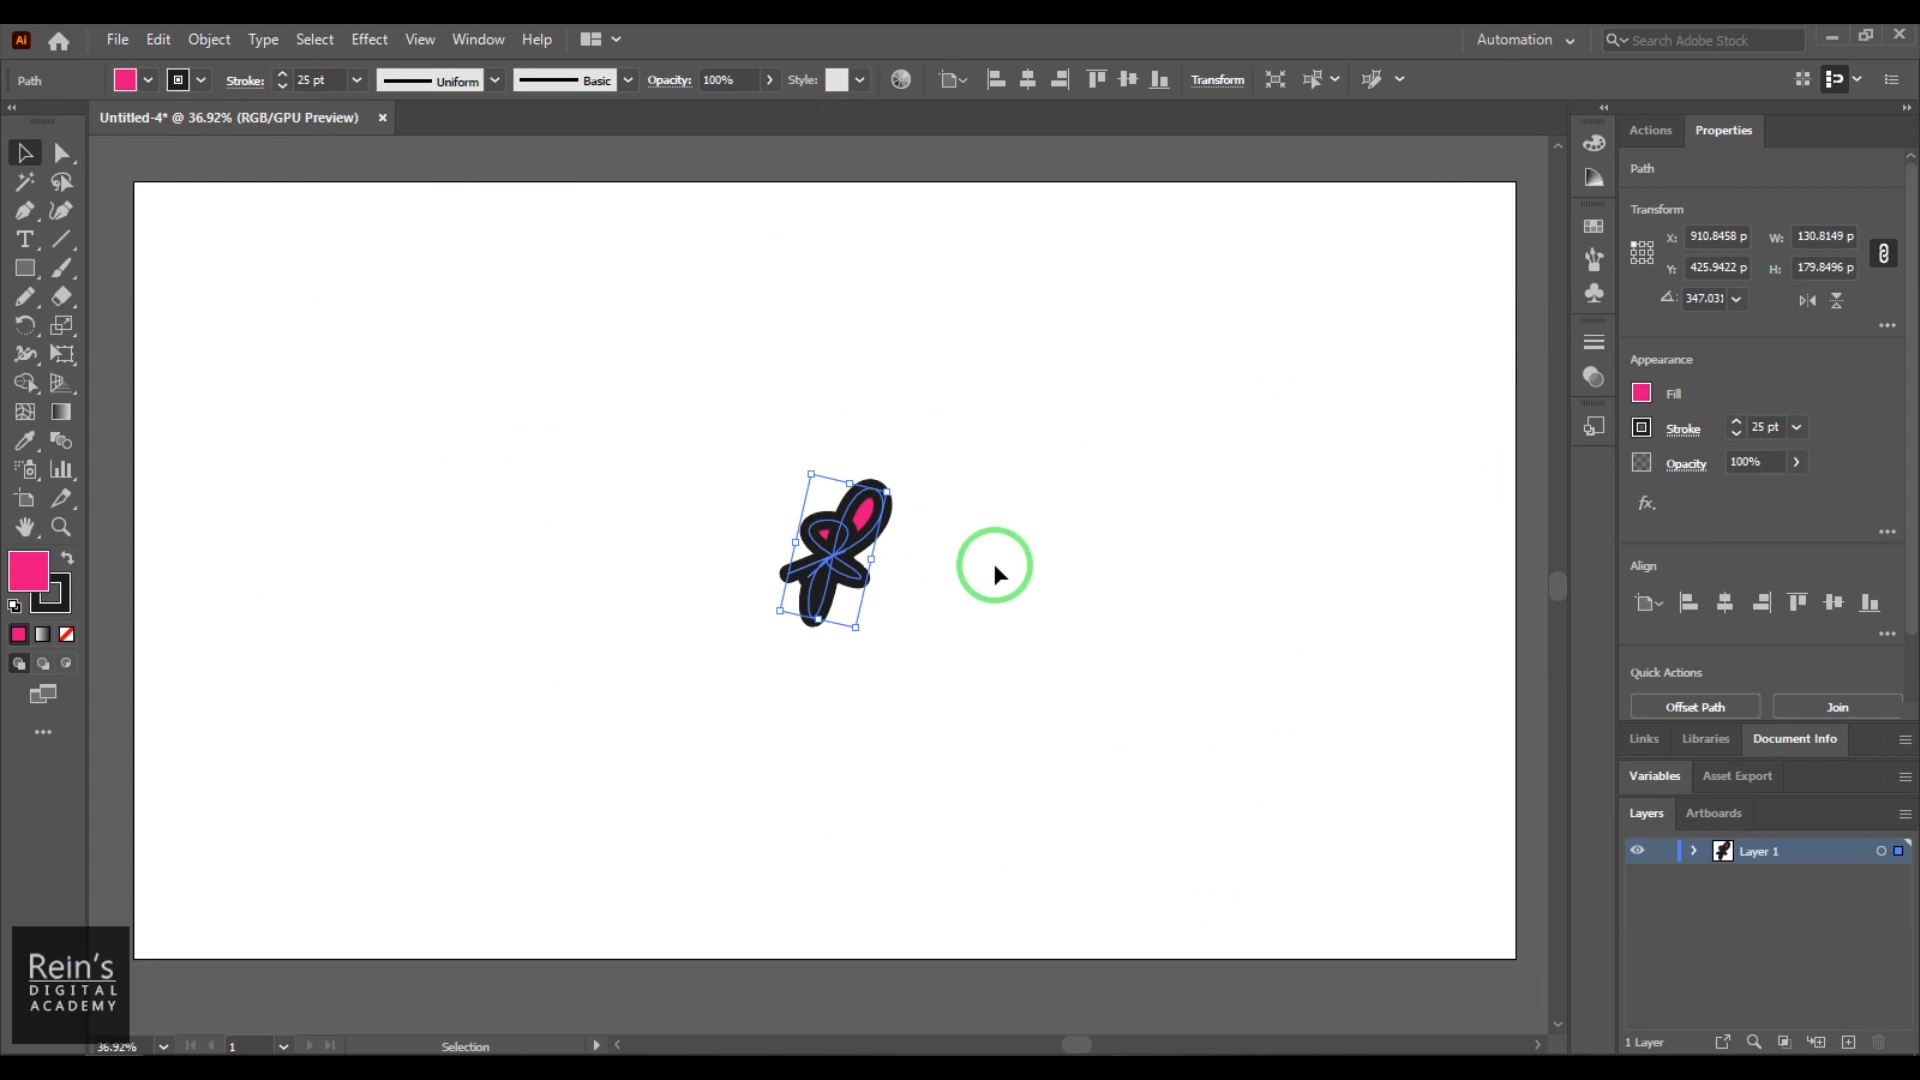 Ai File Edit Object Type Select Effect View Window Help Automation Search Adobe Stock
Path Stroke: 25 pt Uniform Basic Opacity: 100% Style: Transform
Untitled-4* @ 36.92% (RGB/GPU Preview)
Actions Properties
Path
Transform
X: 910.8458 p W: 130.8149 p
Y: 425.9422 p H: 179.8496 p
347.031
Appearance
Fill
Stroke 25 pt
Opacity 100%
fx.
Align
Quick Actions
Offset Path Join
Links Libraries Document Info
Variables Asset Export
Layers Artboards
Layer 1
1 Layer
Rein's
DIGITAL
ACADEMY
36.92% 1 Selection